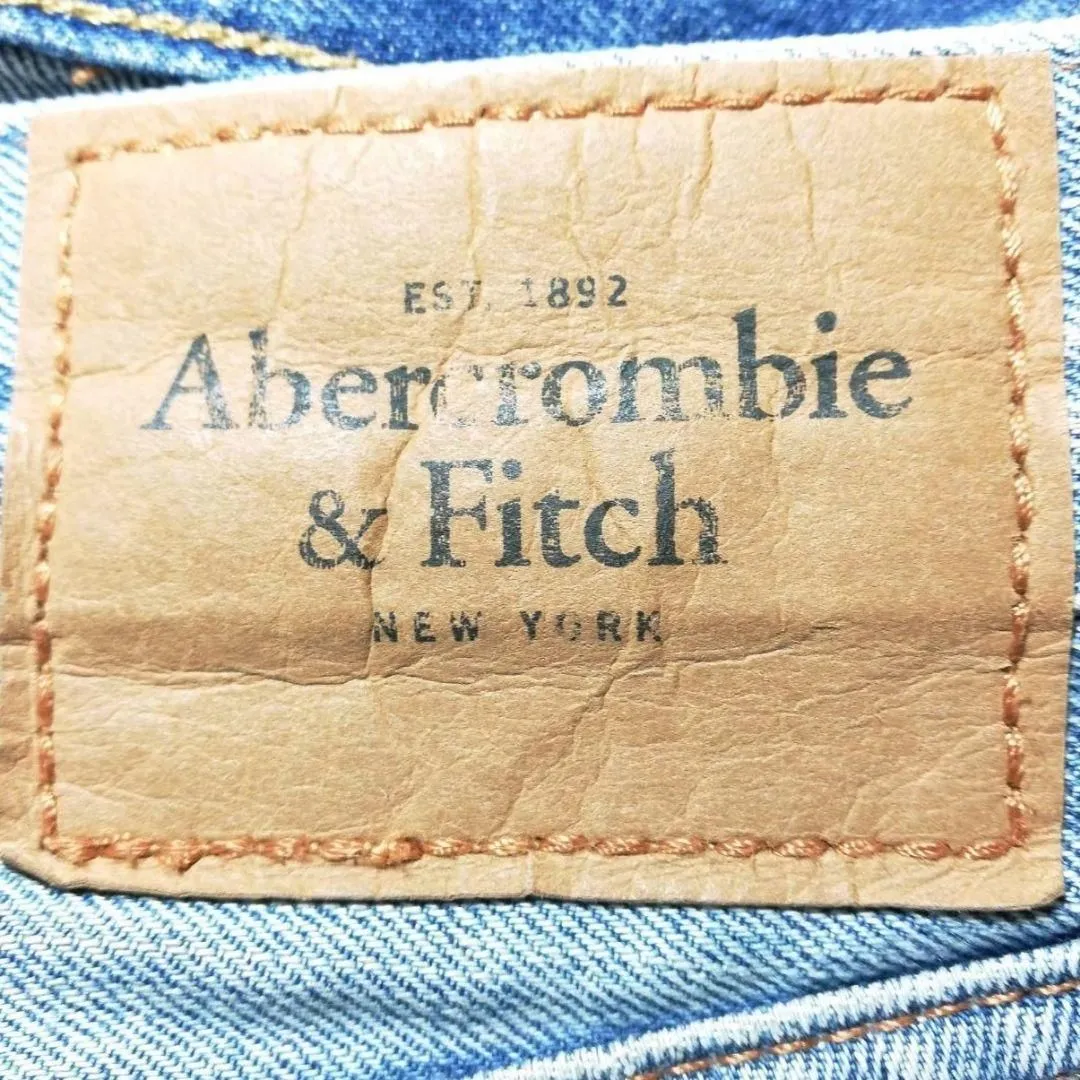 EST. 1892
Abercrombie
& Fitch
NEW YORK